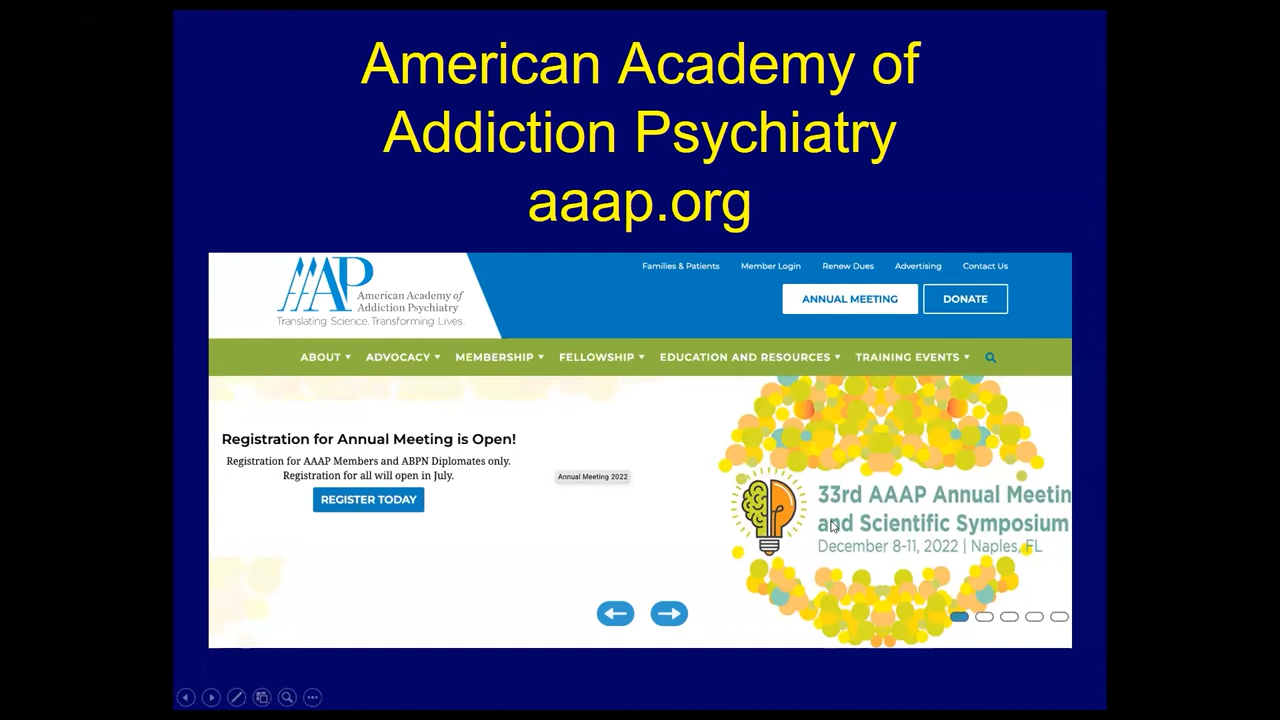 American Academy of
Addiction Psychiatry
aaap.org
AAAP
American Academy of
Addiction Psychiatry
Translating Science. Transforming Lives.
Families & Patients Member Login Renew Dues Advertising Contact Us
ANNUAL MEETING DONATE
ABOUT ADVOCACY MEMBERSHIP FELLOWSHIP EDUCATION AND RESOURCES TRAINING EVENTS
Registration for Annual Meeting is Open!
Registration for AAAP Members and ABPN Diplomates only.
Registration for all will open in July.
REGISTER TODAY
Annual Meeting 2022
33rd AAAP Annual Meetin
and Scientific Symposium
December 8-11, 2022 | Naples, FL